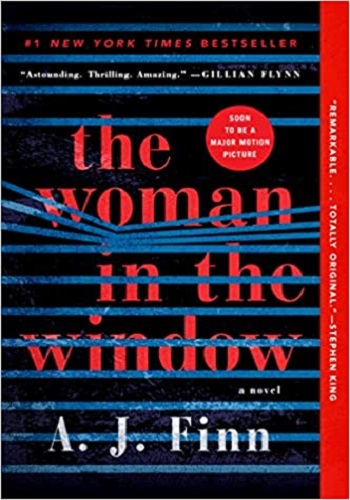 #1 NEW YORK TIMES BESTSELLER
"Astounding. Thrilling. Amazing." —GILLIAN FLYNN
SOON
TO BE A
MAJOR MOTION
PICTURE
the
woman
in the
window
a novel
A. J. Finn
"REMARKABLE. . . . TOTALLY ORIGINAL."—STEPHEN KING